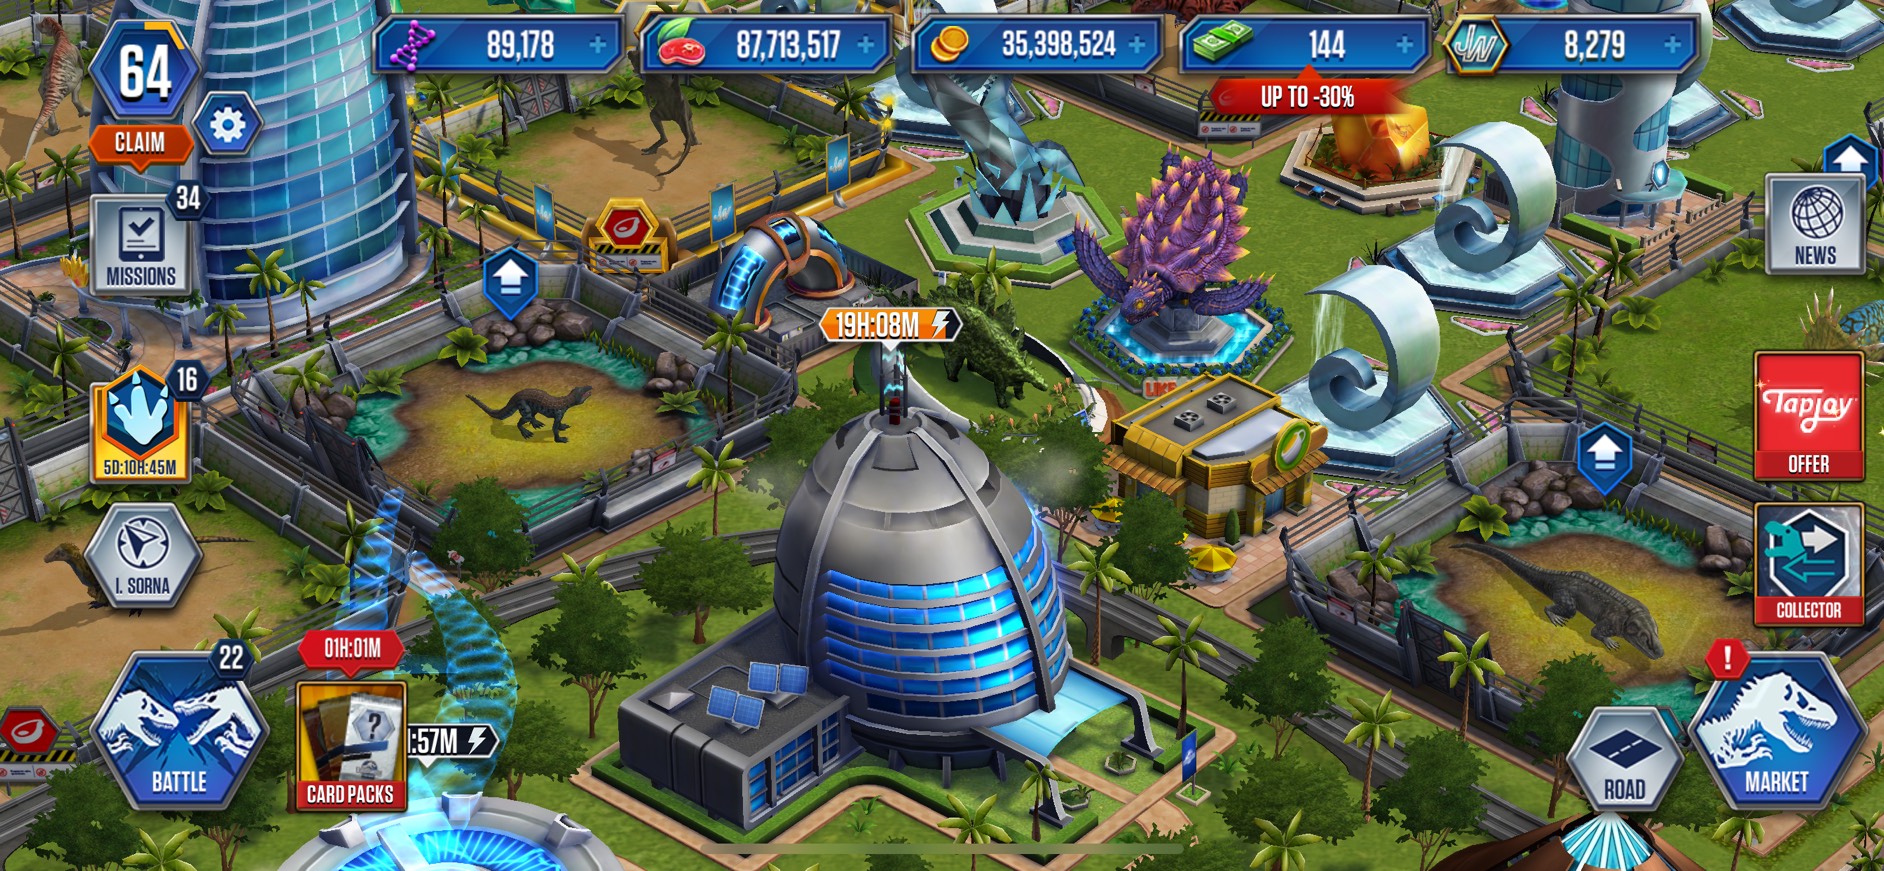 64
89,178
87,713,517
35,398,524
144
JW
8,279
UP TO -30%
CLAIM
34
MISSIONS
NEWS
19H:08M
16
5D:10H:45M
LIKE
Tapjoy
OFFER
I. SORNA
COLLECTOR
22
BATTLE
01H:01M
?
CARD PACKS
:57M
!
ROAD
MARKET